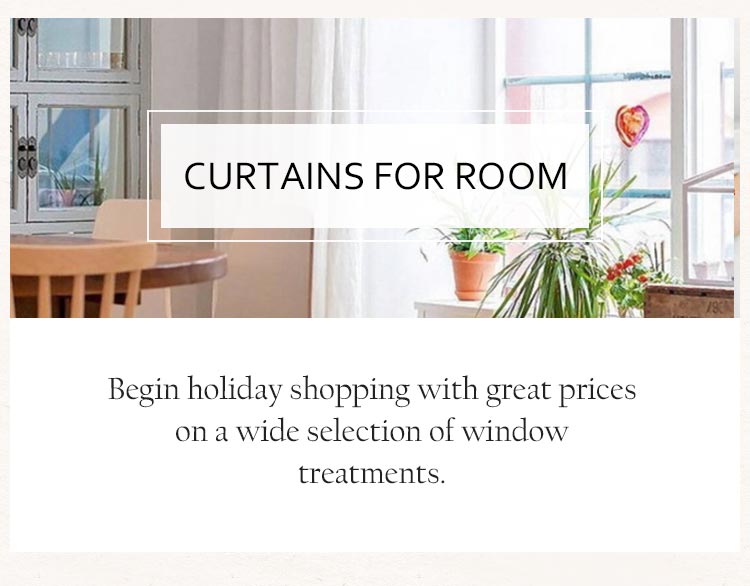 CURTAINS FOR ROOM
Begin holiday shopping with great prices
on a wide selection of window
treatments.